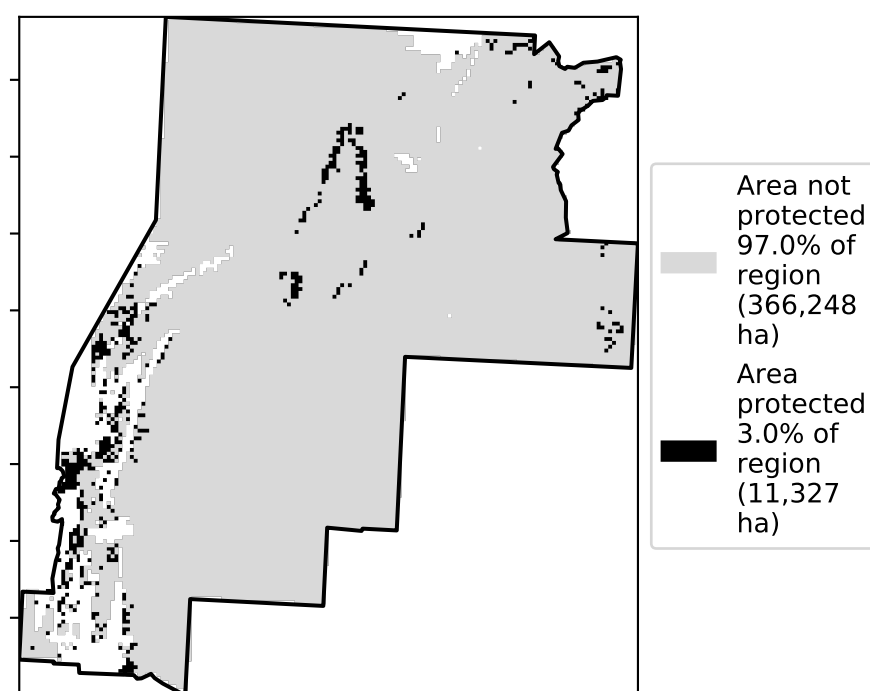 Area not
protected
97.0% of
region
(366,248
ha)
Area
protected
3.0% of
region
(11,327
ha)